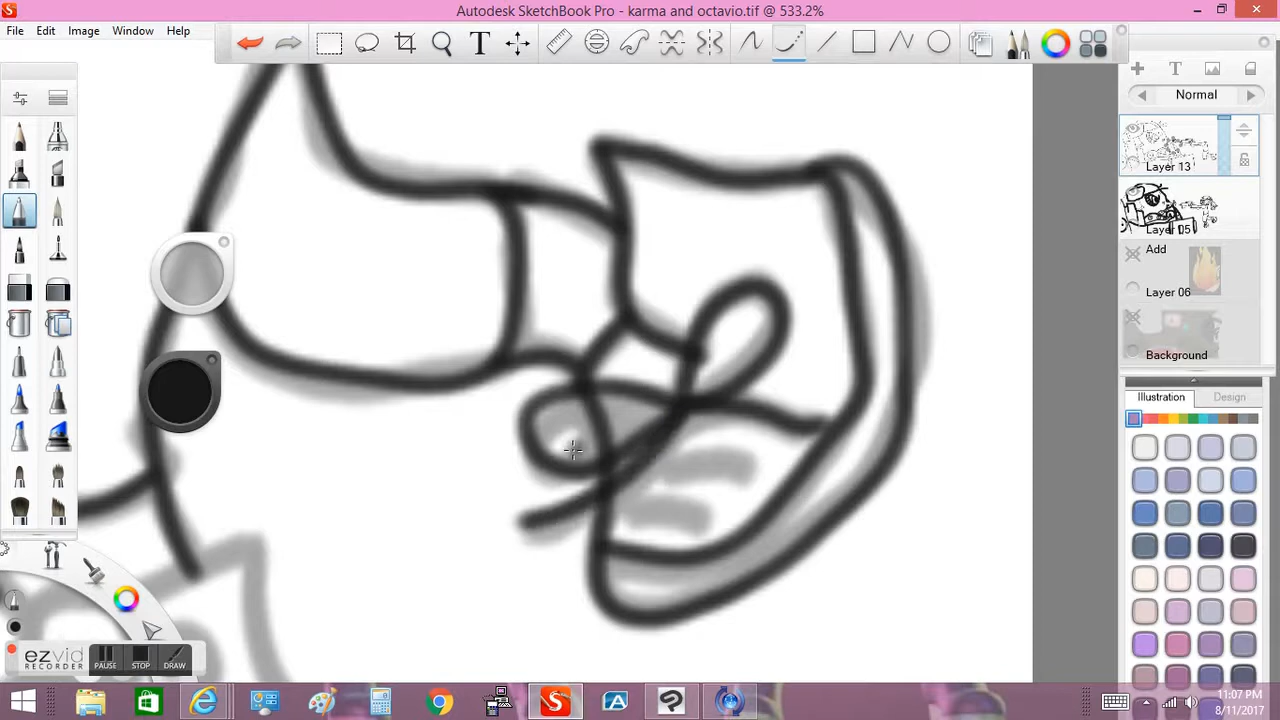 Autodesk SketchBook Pro - karma and octavio.tif @ 533.2%
File Edit Image Window Help
T
T
Normal
Layer 13
Layer 05
Add
Layer 06
Background
Illustration Design
ezvid
RECORDER
PAUSE STOP DRAW
11:07 PM
8/11/2017